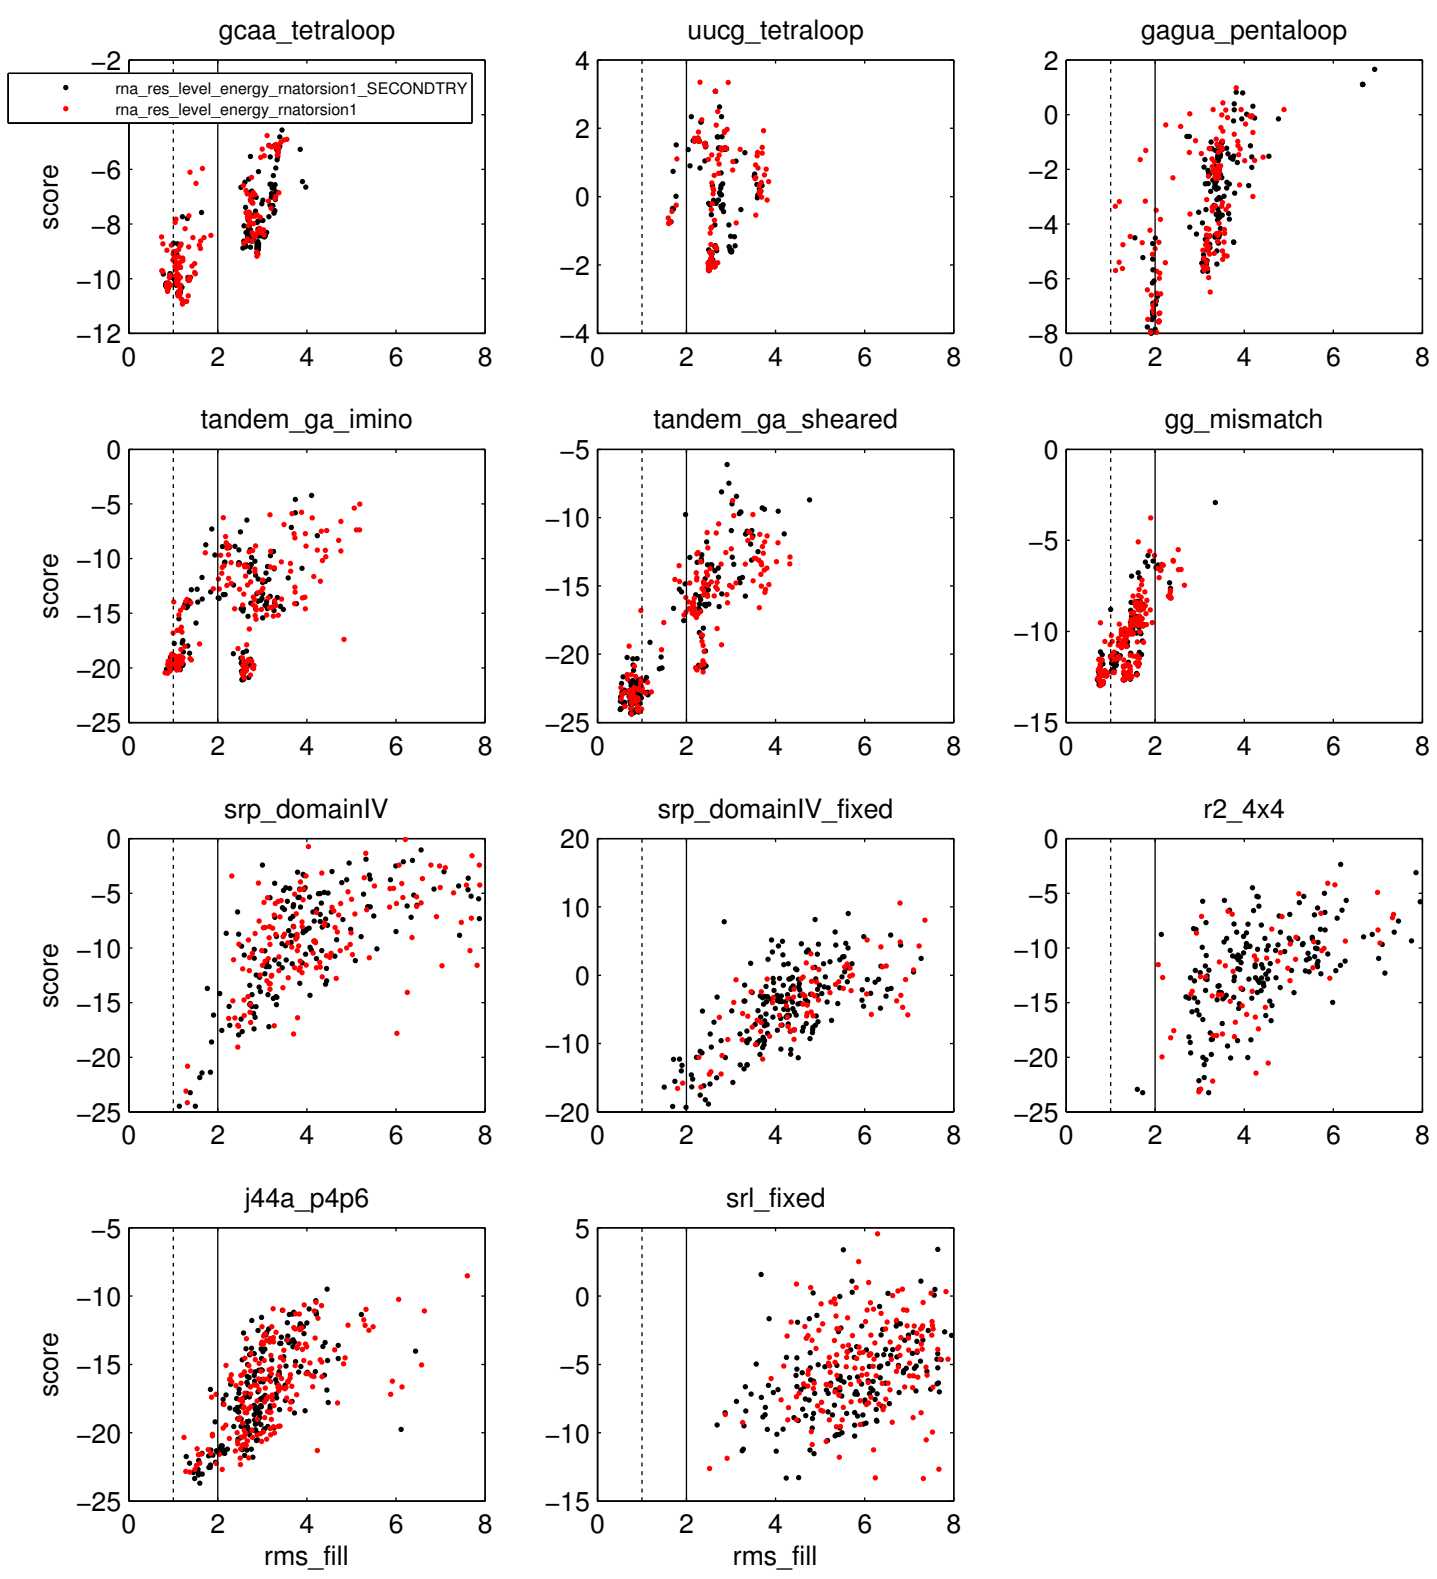 gcaa_tetraloop
uucg_tetraloop
gagua_pentaloop
rna_res_level_energy_rnatorsion1_SECONDTRY
rna_res_level_energy_rnatorsion1
score
−2
−6
−8
−10
−12
0 2 4 6 8
4
2
0
−2
−4
0 2 4 6 8
2
0
−2
−4
−6
−8
0 2 4 6 8
tandem_ga_imino
tandem_ga_sheared
gg_mismatch
score
0
−5
−10
−15
−20
−25
0 2 4 6 8
−5
−10
−15
−20
−25
0 2 4 6 8
0
−5
−10
−15
0 2 4 6 8
srp_domainIV
srp_domainIV_fixed
r2_4x4
score
0
−5
−10
−15
−20
−25
0 2 4 6 8
20
10
0
−10
−20
0 2 4 6 8
0
−5
−10
−15
−20
−25
0 2 4 6 8
j44a_p4p6
srl_fixed
score
−5
−10
−15
−20
−25
0 2 4 6 8
rms_fill
5
0
−5
−10
−15
0 2 4 6 8
rms_fill